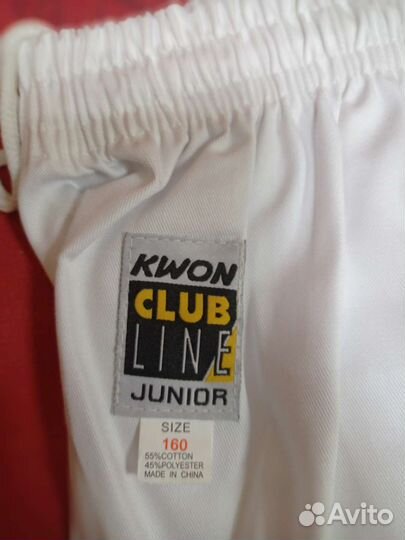 KWON
CLUB
LINE
JUNIOR
SIZE
160
55%COTTON
45%POLYESTER
MADE IN CHINA
Avito